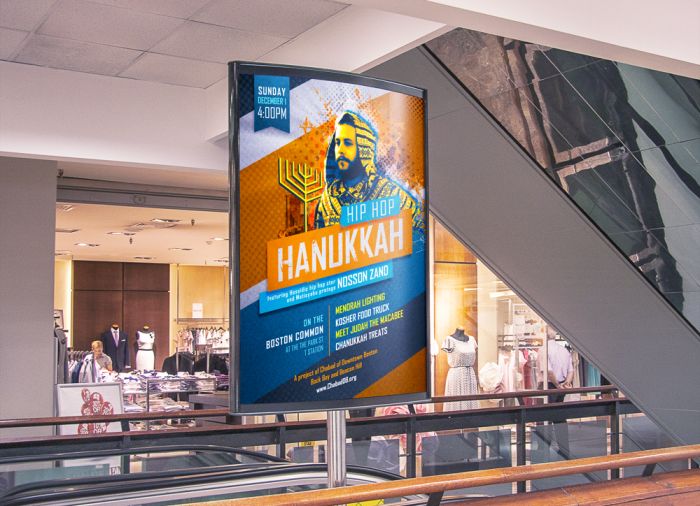 SUNDAY
DECEMBER 1
4:00PM
HIP HOP
HANUKKAH
featuring Hassidic hip hop star
and Matisyahu protege NOSSON ZAND
ON THE
BOSTON COMMON
AT THE THE PARK ST
T STATION
MENORAH LIGHTING
KOSHER FOOD TRUCK
MEET JUDAH THE MACABEE
CHANUKKAH TREATS
A project of Chabad of Downtown Boston
Back Bay and Beacon Hill
www.ChabadDB.org